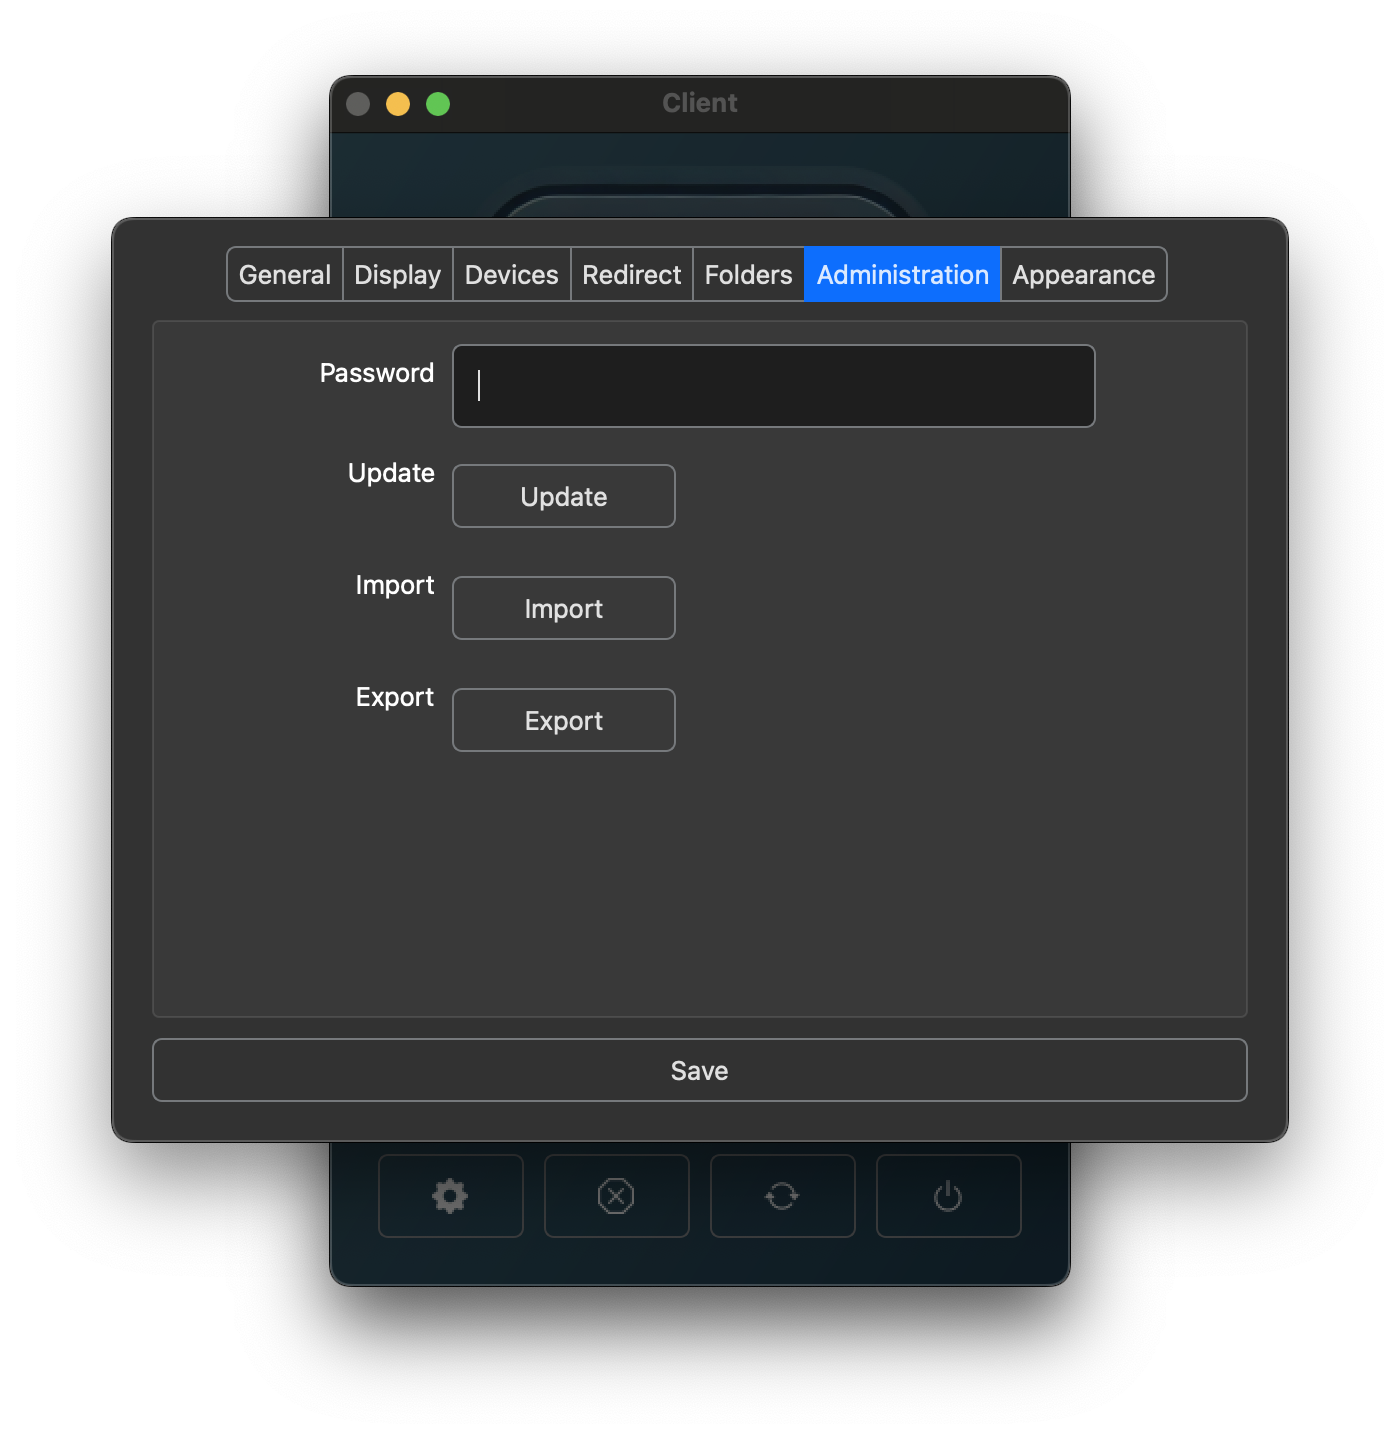 Client
General Display Devices Redirect Folders Administration Appearance
Password
Update Update
Import Import
Export Export
Save